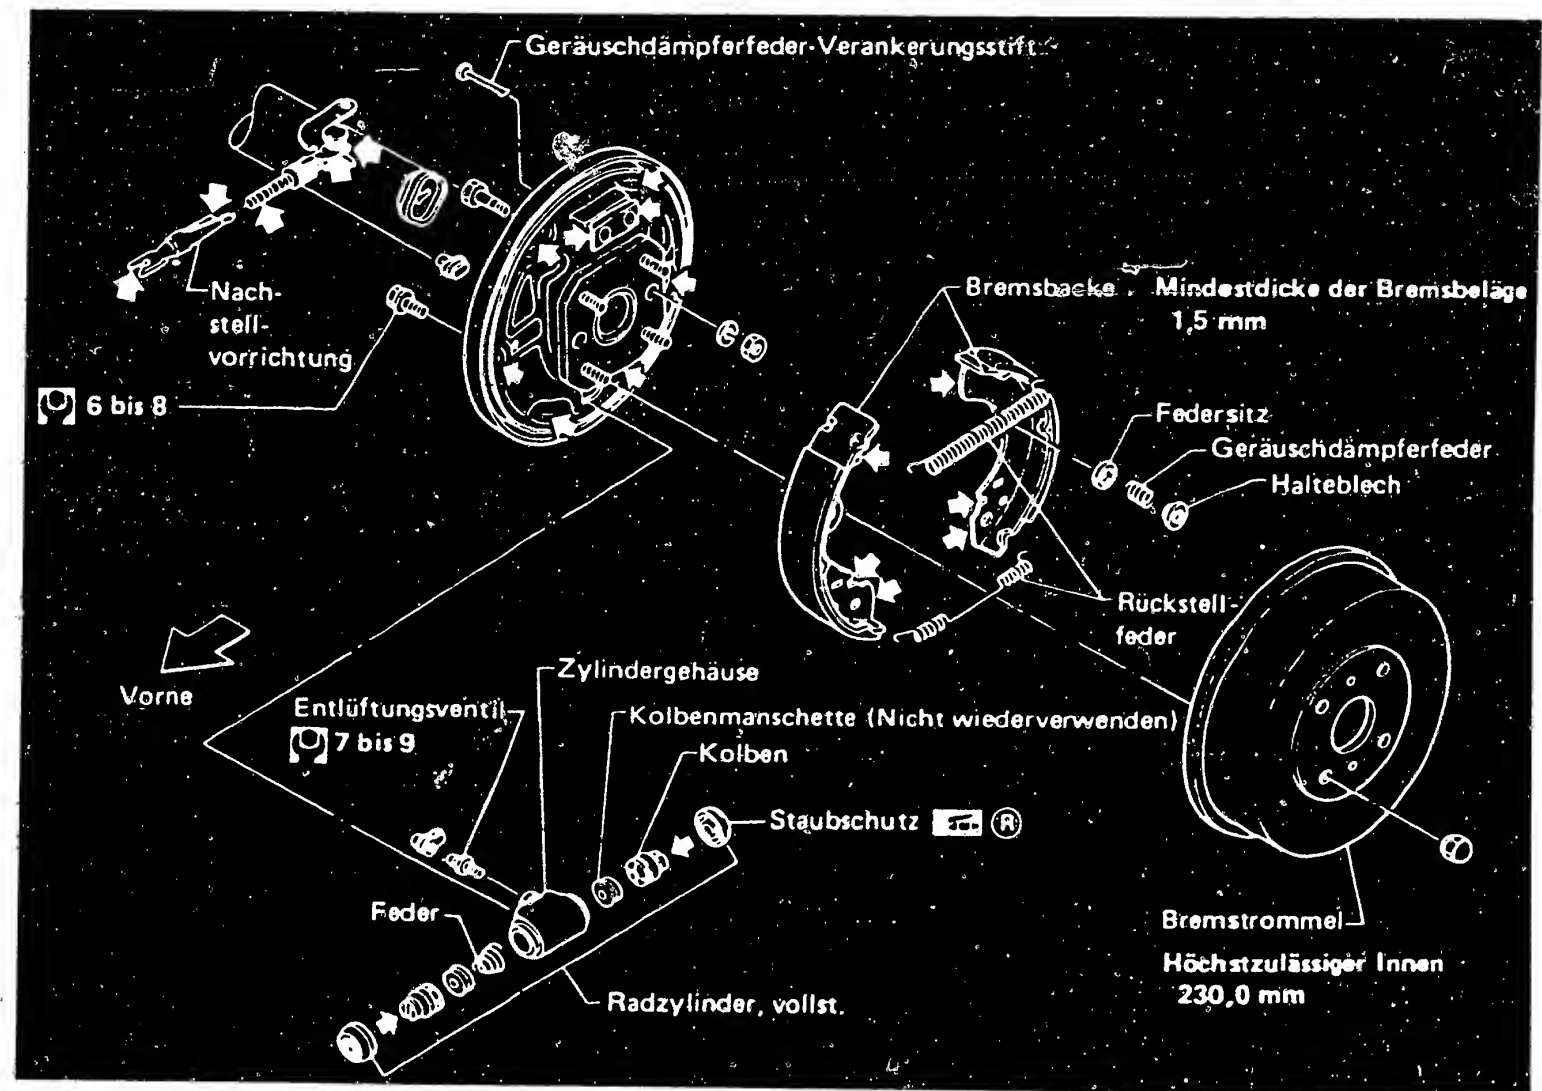 Geräuschdämpferfeder-Verankerungsstift
Nach-
stell-
vorrichtung
6 bis 8
Bremsbacke
Mindestdicke der Bremsbeläge
1,5 mm
Federsitz
Geräuschdämpferfeder
Halteblech
Rückstell-
feder
Vorne
Zylindergehäuse
Entlüftungsventil
7 bis 9
Kolbenmanschette (Nicht wiederverwenden)
Kolben
Staubschutz R
Feder
Radzylinder, vollst.
Bremstrommel
Höchstzulässiger Innen
230,0 mm